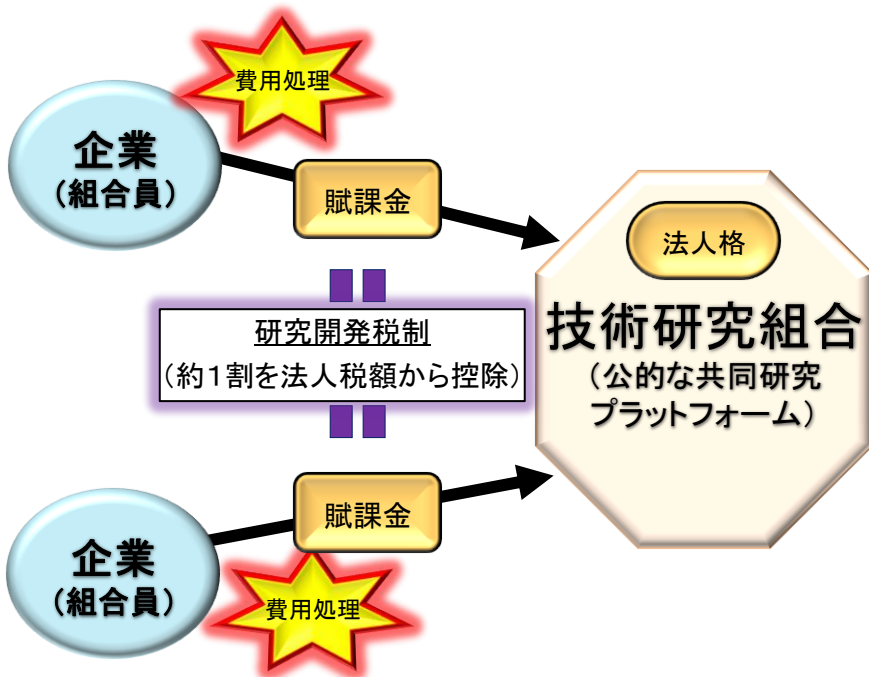 費用処理
企業
(組合員)
賦課金
法人格
研究開発税制
(約1割を法人税額から控除)
技術研究組合
(公的な共同研究
プラットフォーム)
賦課金
企業
(組合員)
費用処理